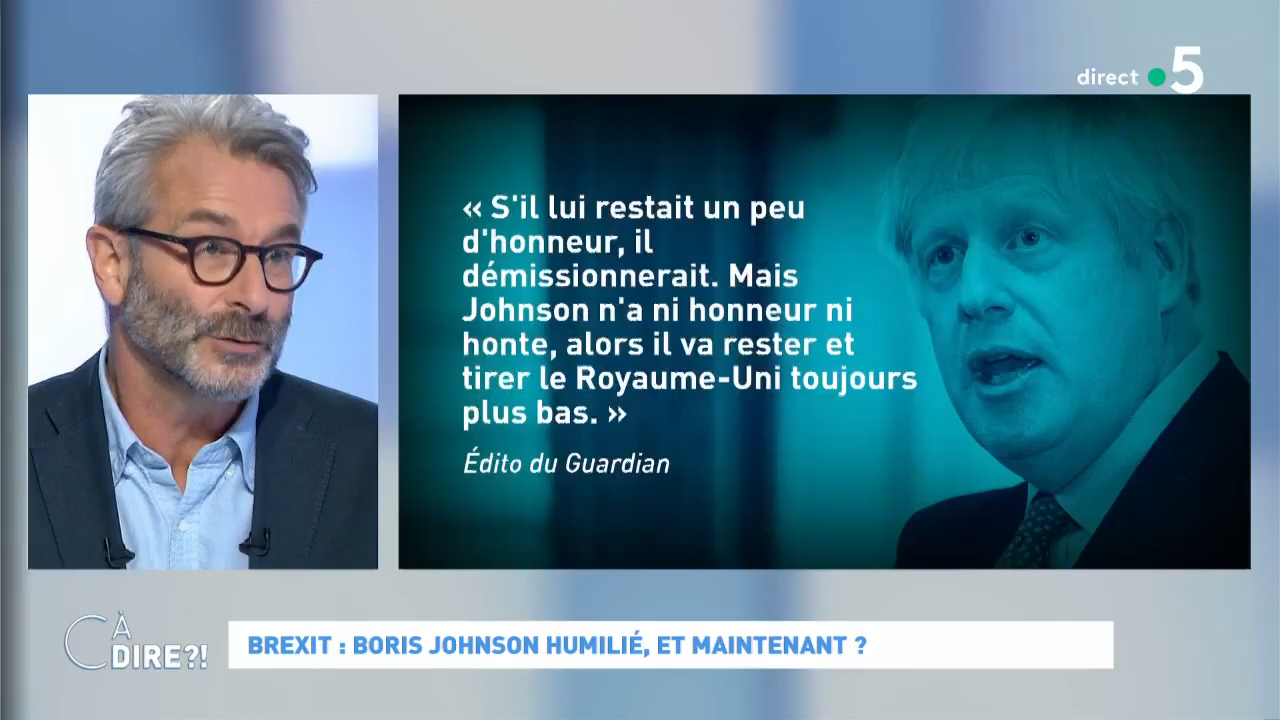 direct 5
« S'il lui restait un peu
d'honneur, il
démissionnerait. Mais
Johnson n'a ni honneur ni
honte, alors il va rester et
tirer le Royaume-Uni toujours
plus bas. »
Édito du Guardian
C À
DIRE ?!
BREXIT : BORIS JOHNSON HUMILIÉ, ET MAINTENANT ?